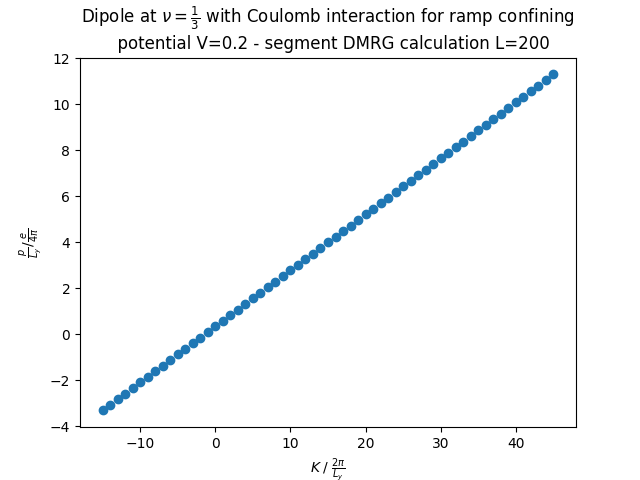 Dipole at ν = 1/3 with Coulomb interaction for ramp confining
potential V=0.2 - segment DMRG calculation L=200
12
10
8
6
4
2
0
−2
−4
p/L_y / e/4π
−10 0 10 20 30 40
K / 2π/L_y